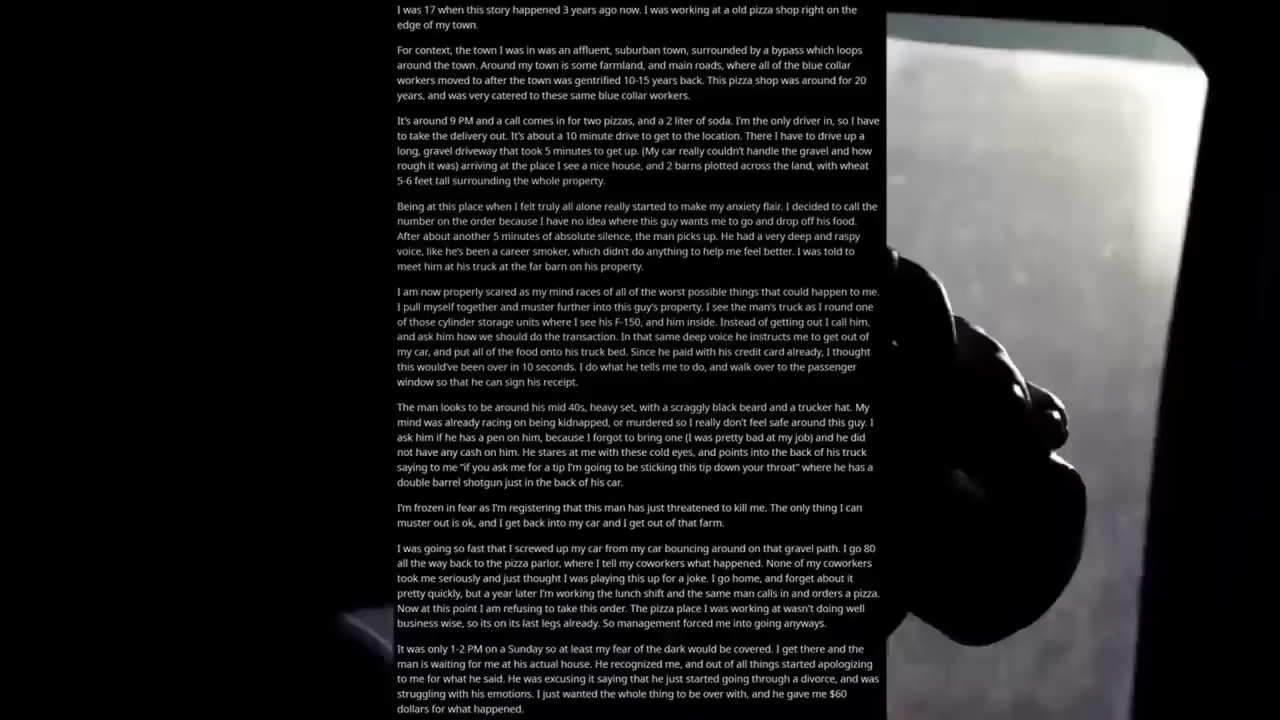 I was 17 when this story happened 3 years ago now. I was working at a old pizza shop right on the
edge of my town.
For context, the town I was in was an affluent, suburban town, surrounded by a bypass which loops
around the town. Around my town is some farmland, and main roads, where all of the blue collar
workers moved to after the town was gentrified 10-15 years back. This pizza shop was around for 20
years, and was very catered to these same blue collar workers.
It's around 9 PM and a call comes in for two pizzas, and a 2 liter of soda. I'm the only driver in, so I have
to take the delivery out. It's about a 10 minute drive to get to the location. There I have to drive up a
long, gravel driveway that took 5 minutes to get up. (My car really couldn't handle the gravel and how
rough it was) arriving at the place I see a nice house, and 2 barns plotted across the land, with wheat
5-6 feet tall surrounding the whole property.
Being at this place when I felt truly all alone really started to make my anxiety flair. I decided to call the
number on the order because I have no idea where this guy wants me to go and drop off his food.
After about another 5 minutes of absolute silence, the man picks up. He had a very deep and raspy
voice, like he's been a career smoker, which didn't do anything to help me feel better. I was told to
meet him at his truck at the far barn on his property.
I am now properly scared as my mind races of all of the worst possible things that could happen to me.
I pull myself together and muster further into this guy's property. I see the man's truck as I round one
of those cylinder storage units where I see his F-150, and him inside. Instead of getting out I call him,
and ask him how we should do the transaction. In that same deep voice he instructs me to get out of
my car, and put all of the food onto his truck bed. Since he paid with his credit card already, I thought
this would've been over in 10 seconds. I do what he tells me to do, and walk over to the passenger
window so that he can sign his receipt.
The man looks to be around his mid 40s, heavy set, with a scraggly black beard and a trucker hat. My
mind was already racing on being kidnapped, or murdered so I really don't feel safe around this guy. I
ask him if he has a pen on him, because I forgot to bring one (I was pretty bad at my job) and he did
not have any cash on him. He stares at me with these cold eyes, and points into the back of his truck
saying to me "if you ask me for a tip I'm going to be sticking this tip down your throat" where he has a
double barrel shotgun just in the back of his car.
I'm frozen in fear as I'm registering that this man has just threatened to kill me. The only thing I can
muster out is ok, and I get back into my car and I get out of that farm.
I was going so fast that I screwed up my car from my car bouncing around on that gravel path. I go 80
all the way back to the pizza parlor, where I tell my coworkers what happened. None of my coworkers
took me seriously and just thought I was playing this up for a joke. I go home, and forget about it
pretty quickly, but a year later I'm working the lunch shift and the same man calls in and orders a pizza.
Now at this point I am refusing to take this order. The pizza place I was working at wasn't doing well
business wise, so its on its last legs already. So management forced me into going anyways.
It was only 1-2 PM on a Sunday so at least my fear of the dark would be covered. I get there and the
man is waiting for me at his actual house. He recognized me, and out of all things started apologizing
to me for what he said. He was excusing it saying that he just started going through a divorce, and was
struggling with his emotions. I just wanted the whole thing to be over with, and he gave me $60
dollars for what happened.